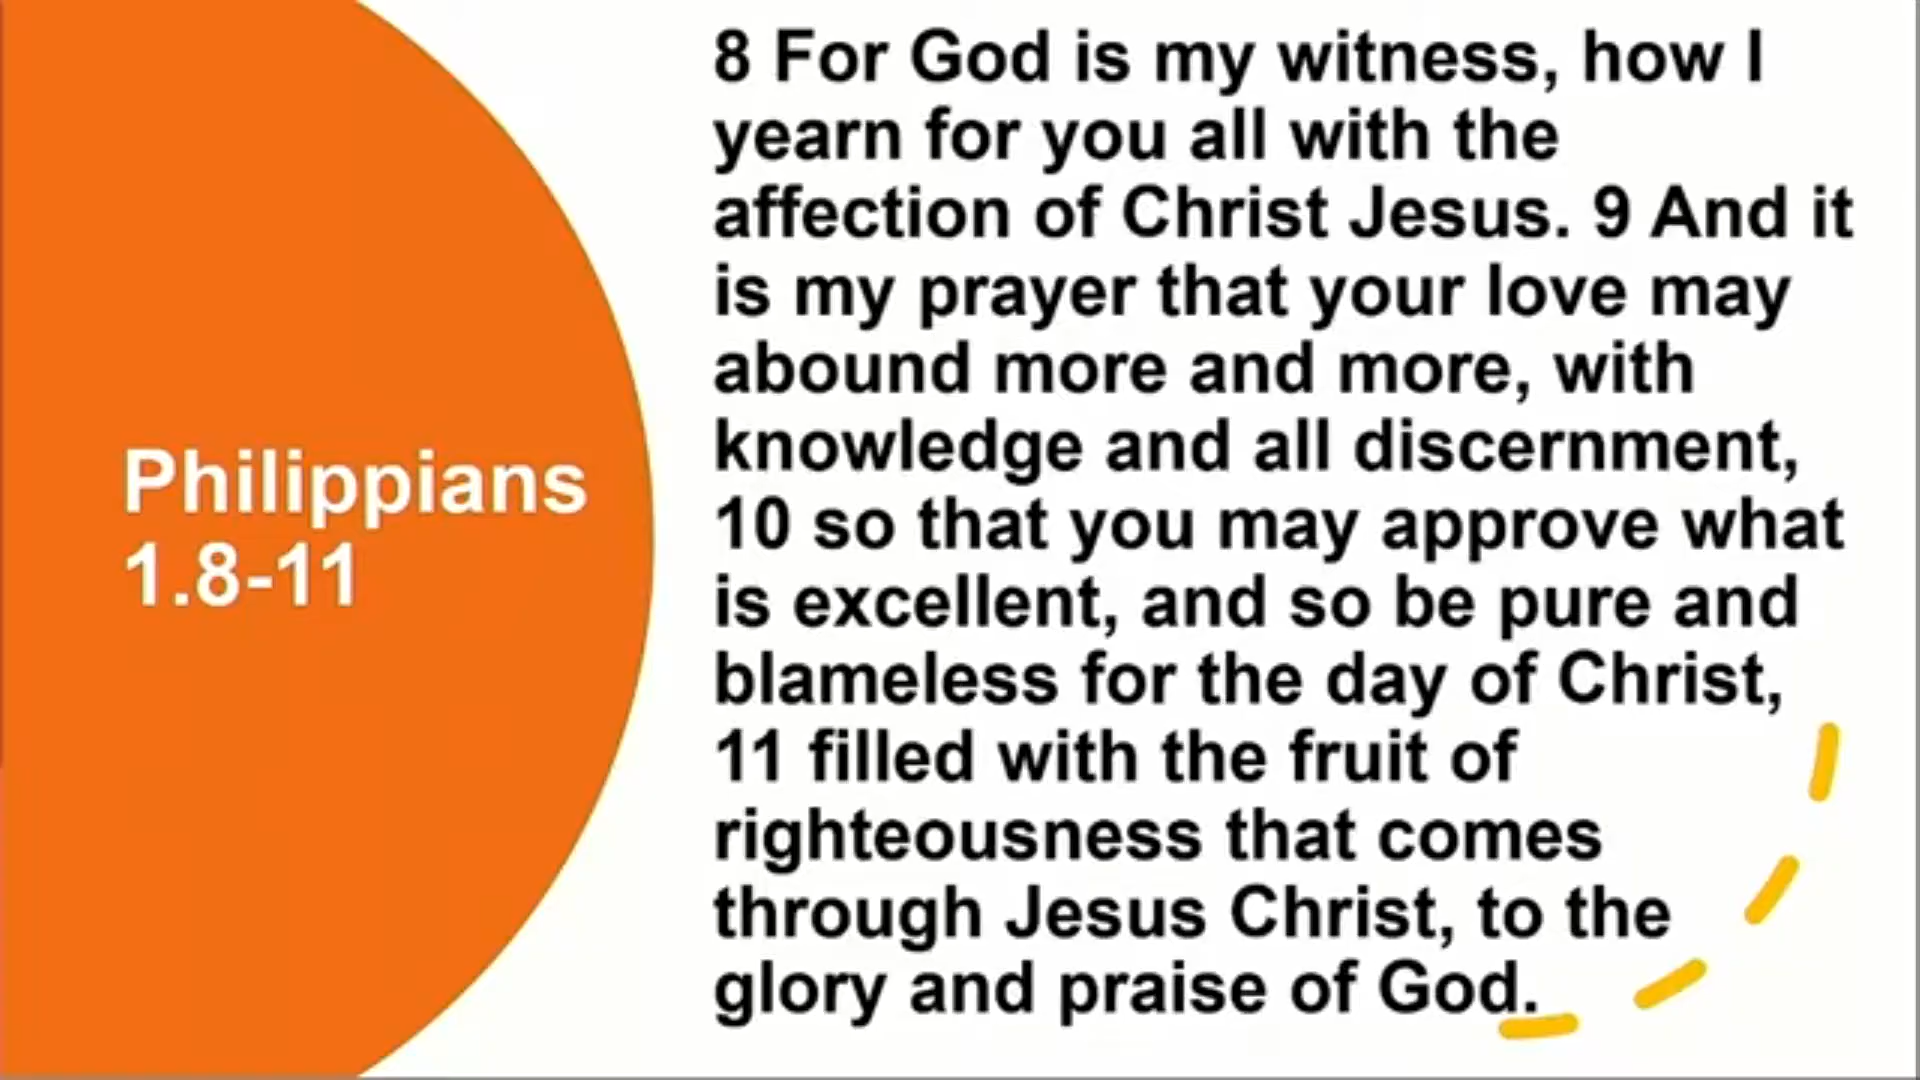 Philippians
1.8-11
8 For God is my witness, how I
yearn for you all with the
affection of Christ Jesus. 9 And it
is my prayer that your love may
abound more and more, with
knowledge and all discernment,
10 so that you may approve what
is excellent, and so be pure and
blameless for the day of Christ,
11 filled with the fruit of
righteousness that comes
through Jesus Christ, to the
glory and praise of God.